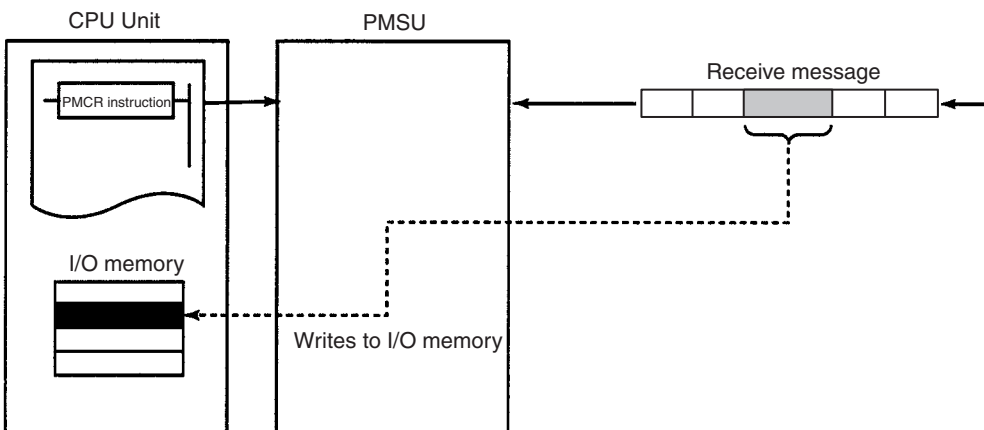 CPU Unit
PMSU
PMCR instruction
Receive message
I/O memory
Writes to I/O memory